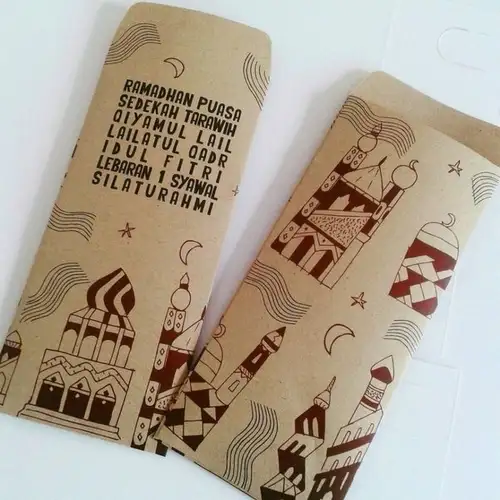 RAMADHAN PUASA
SEDEKAH TARAWIH
QIYAMUL LAIL
LAILATUL QADR
IDUL FITRI
LEBARAN 1 SYAWAL
SILATURAHMI